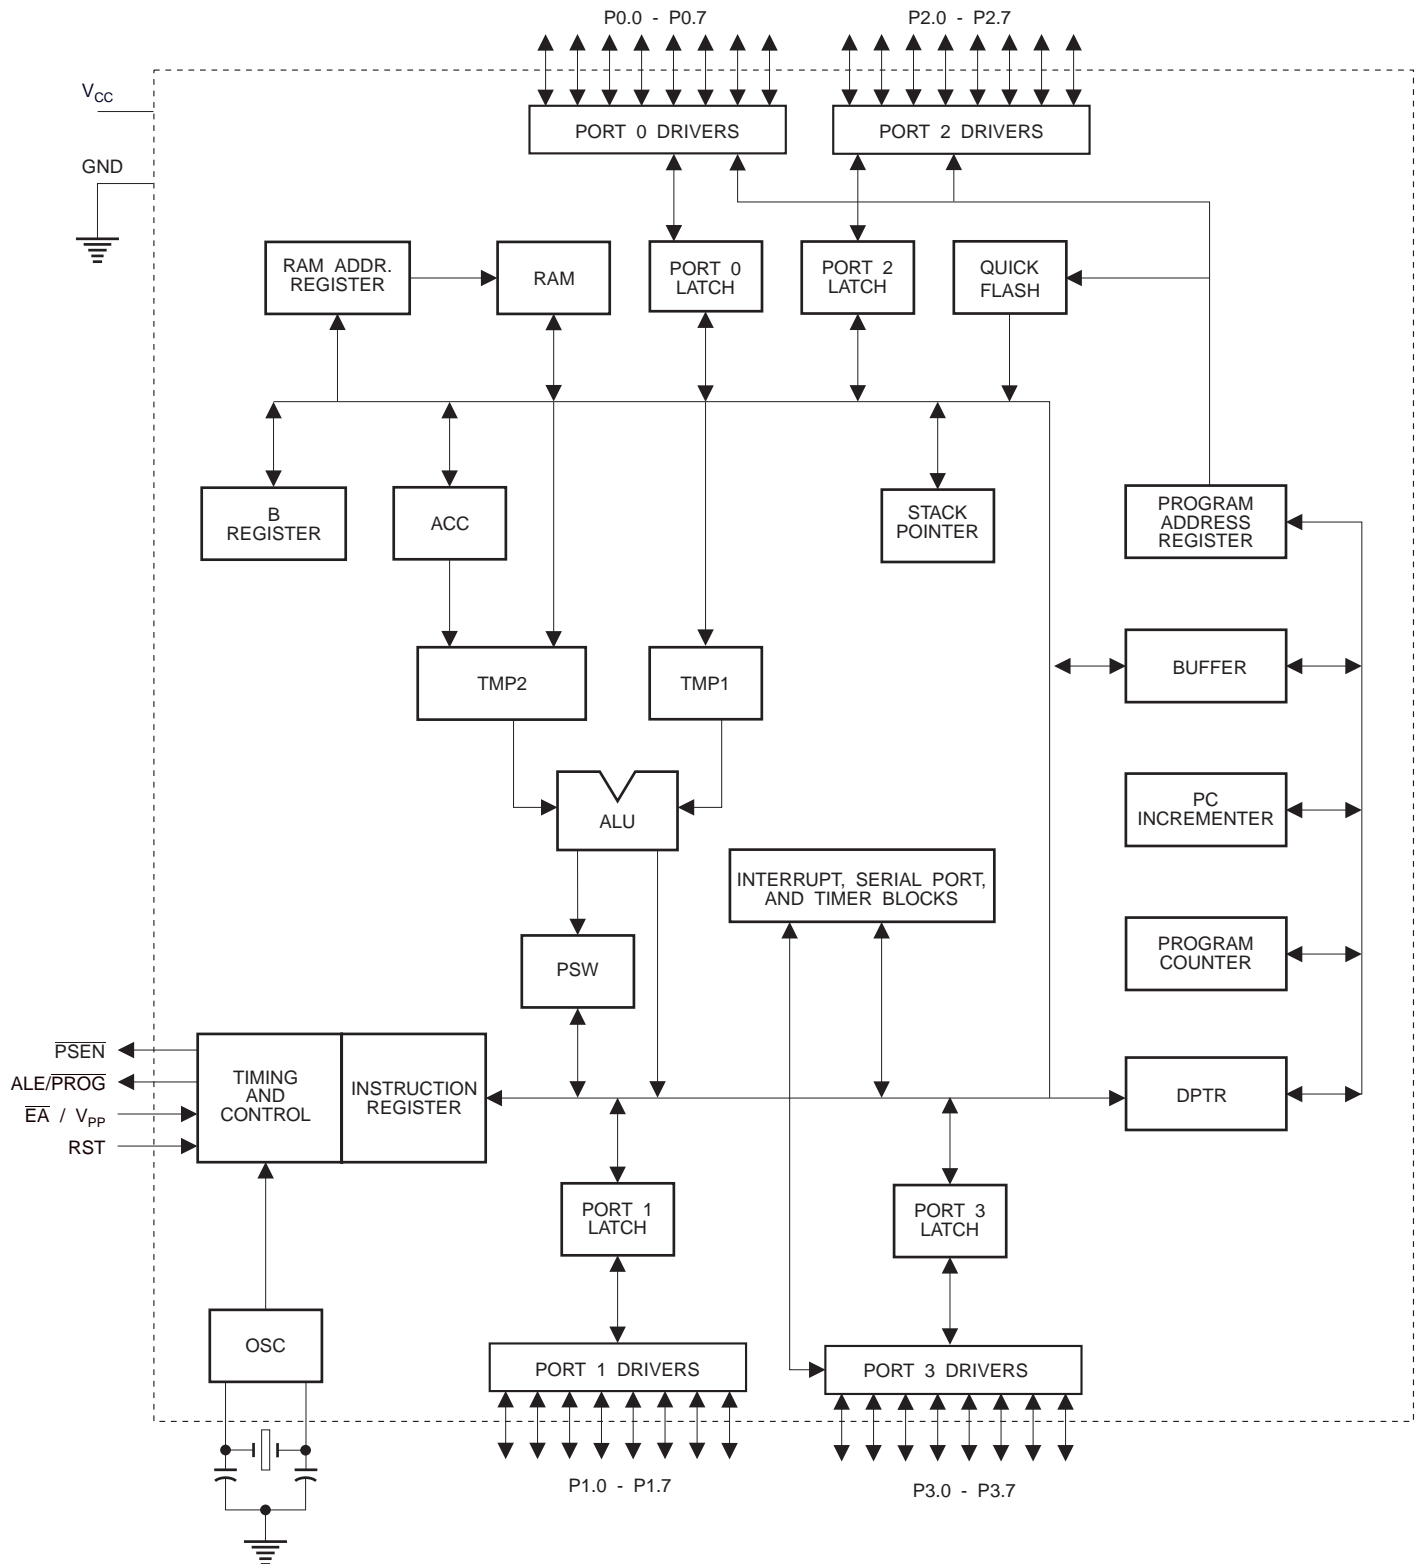 P0.0 - P0.7
P2.0 - P2.7
VCC
PORT 0 DRIVERS
PORT 2 DRIVERS
GND
RAM ADDR.
REGISTER
RAM
PORT 0
LATCH
PORT 2
LATCH
QUICK
FLASH
B
REGISTER
ACC
STACK
POINTER
PROGRAM
ADDRESS
REGISTER
TMP2
TMP1
BUFFER
ALU
PC
INCREMENTER
INTERRUPT, SERIAL PORT,
AND TIMER BLOCKS
PSW
PROGRAM
COUNTER
PSEN
ALE/PROG
EA / VPP
RST
TIMING
AND
CONTROL
INSTRUCTION
REGISTER
DPTR
PORT 1
LATCH
PORT 3
LATCH
OSC
PORT 1 DRIVERS
PORT 3 DRIVERS
P1.0 - P1.7
P3.0 - P3.7